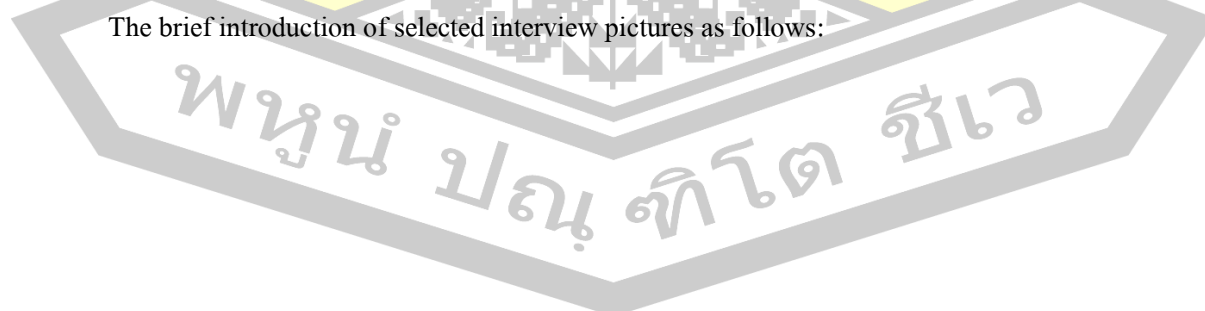 The brief introduction of selected interview pictures as follows:
พหูนํ ปณฺฑิโต ชีเว